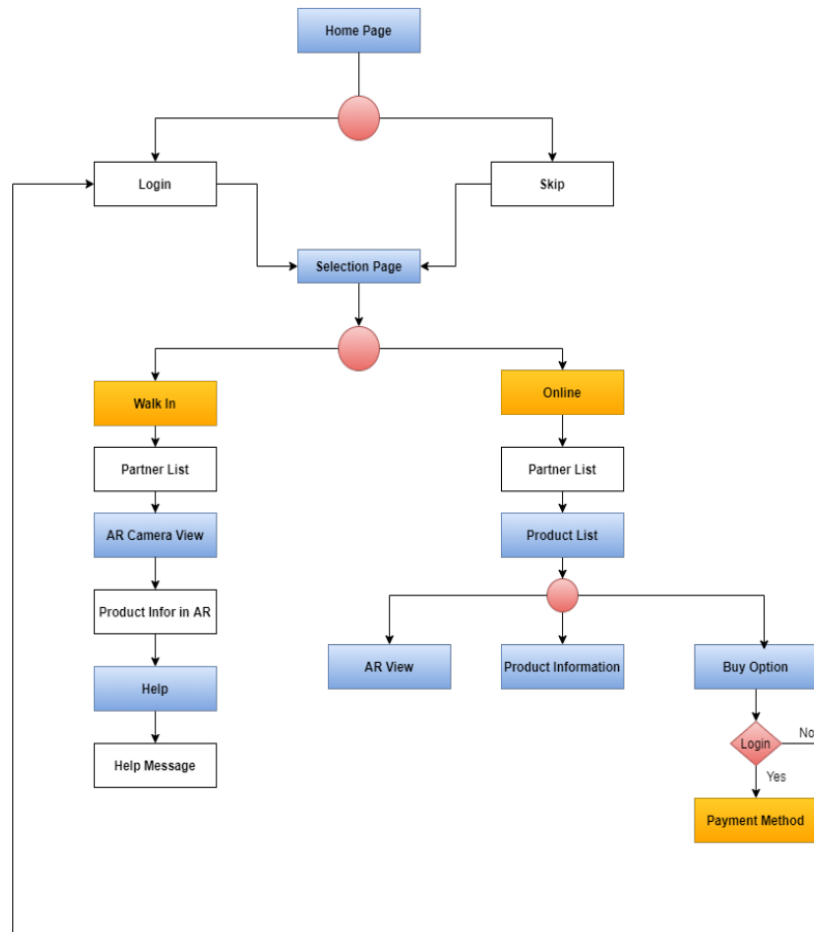 Home Page
Login
Skip
Selection Page
Walk In
Online
Partner List
Partner List
AR Camera View
Product List
Product Infor in AR
AR View
Product Information
Buy Option
Help
Login
No
Help Message
Yes
Payment Method